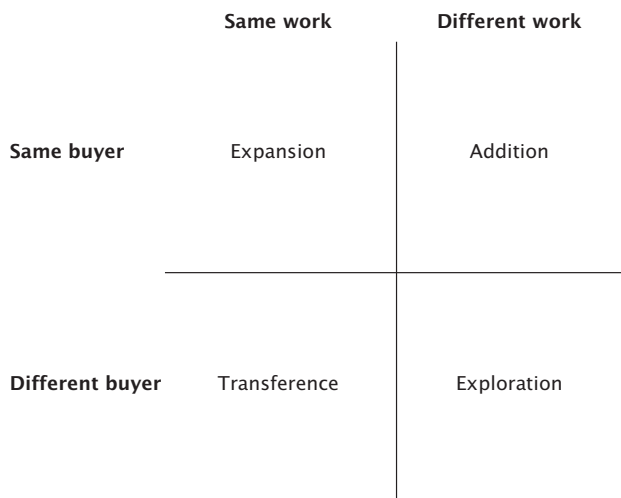 Same work Different work
Same buyer Expansion Addition
Different buyer Transference Exploration